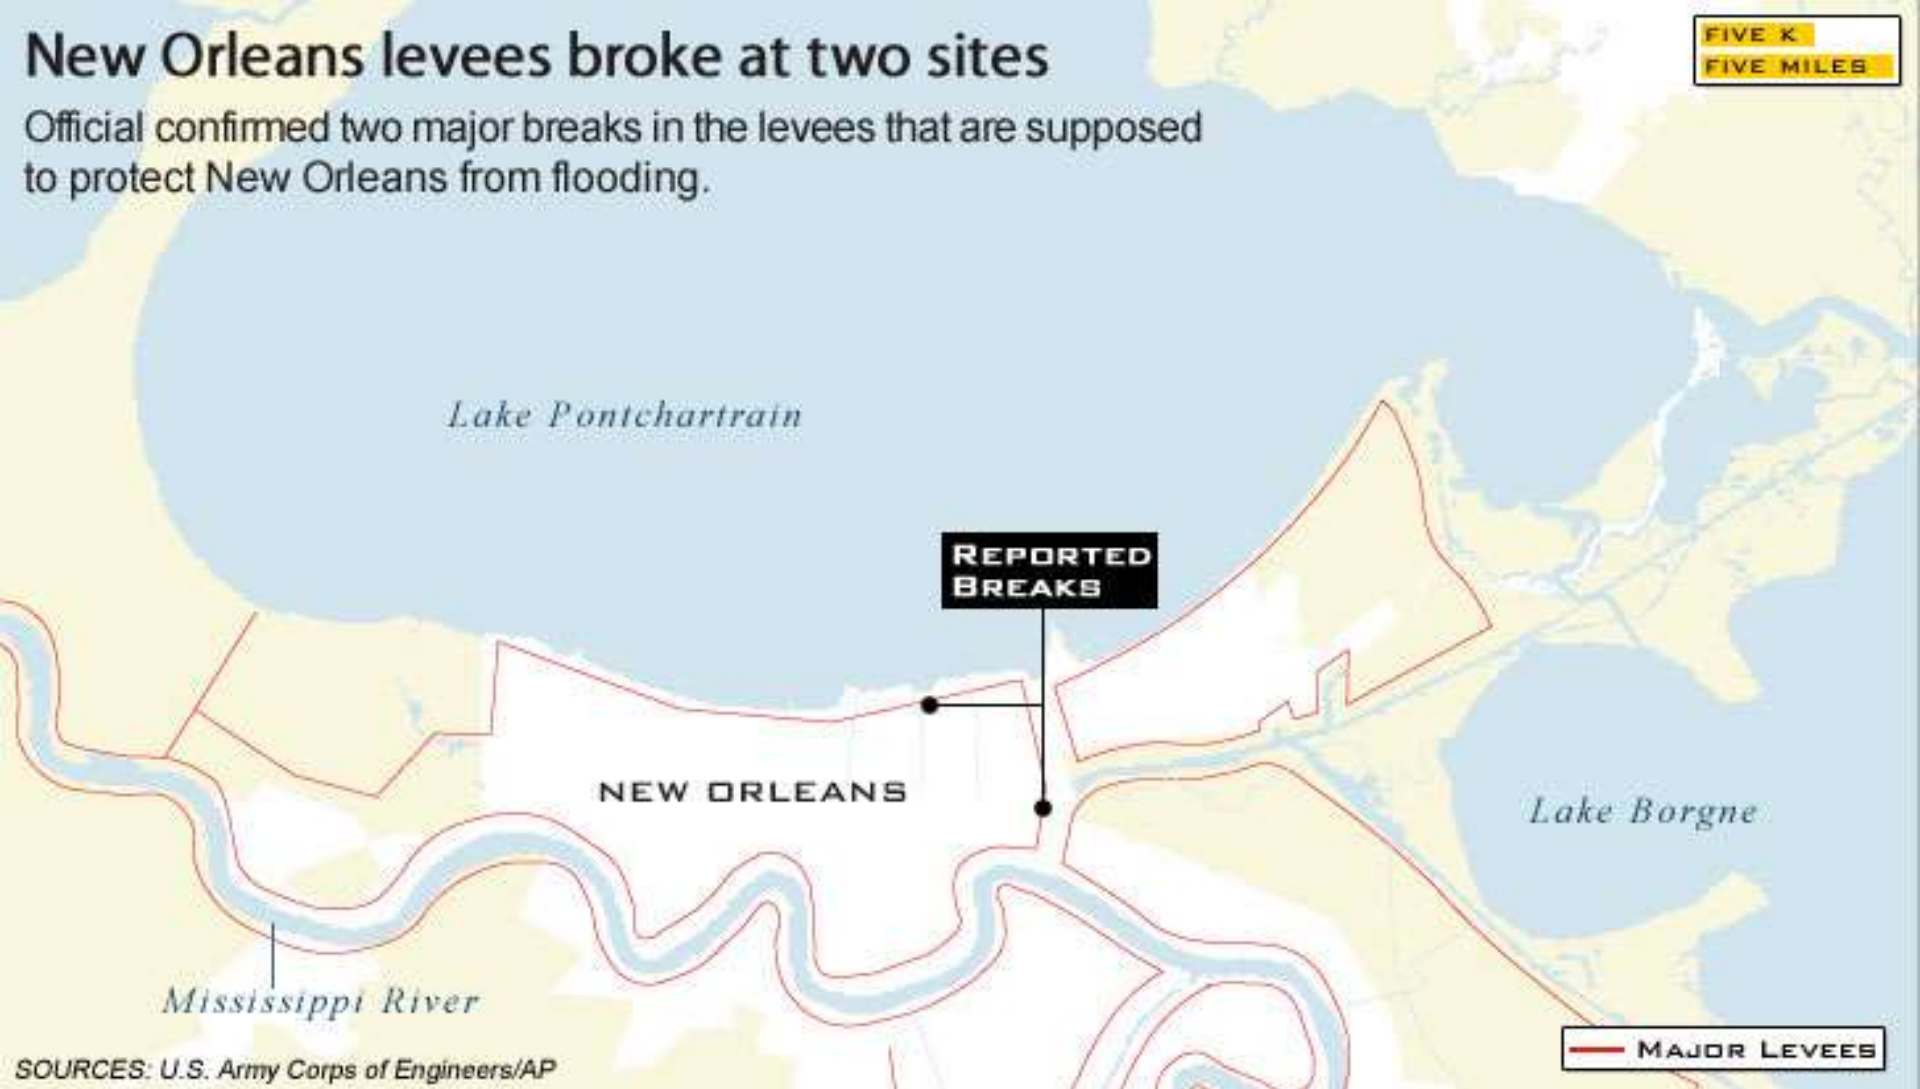 New Orleans levees broke at two sites
Official confirmed two major breaks in the levees that are supposed
to protect New Orleans from flooding.
FIVE K
FIVE MILES
Lake Pontchartrain
REPORTED
BREAKS
NEW ORLEANS
Lake Borgne
Mississippi River
MAJOR LEVEES
SOURCES: U.S. Army Corps of Engineers/AP